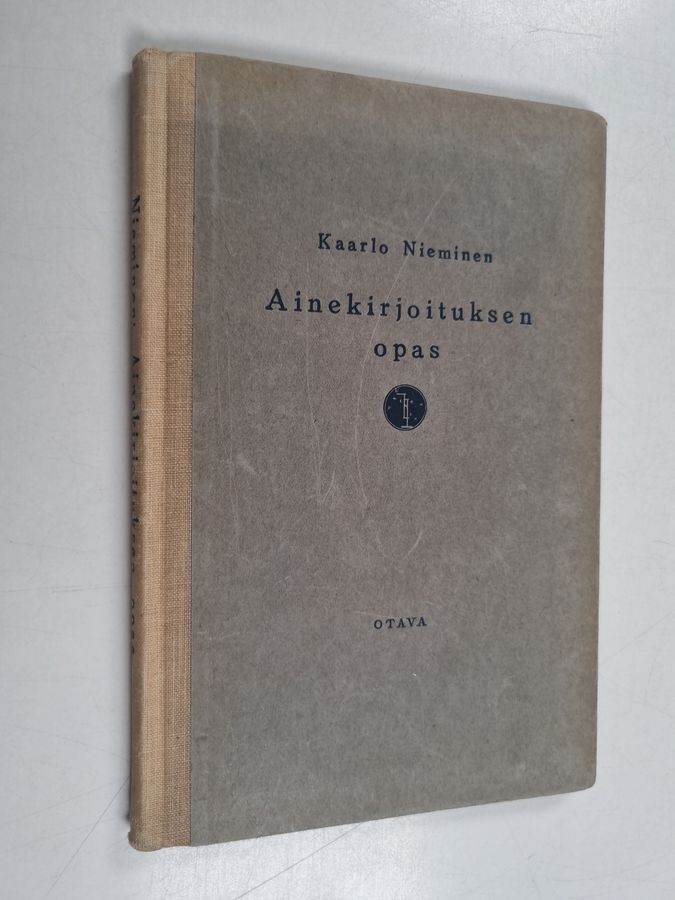 Kaarlo Nieminen
Ainekirjoituksen
opas
OTAVA
Nieminen: Ainekirjoituksen opas